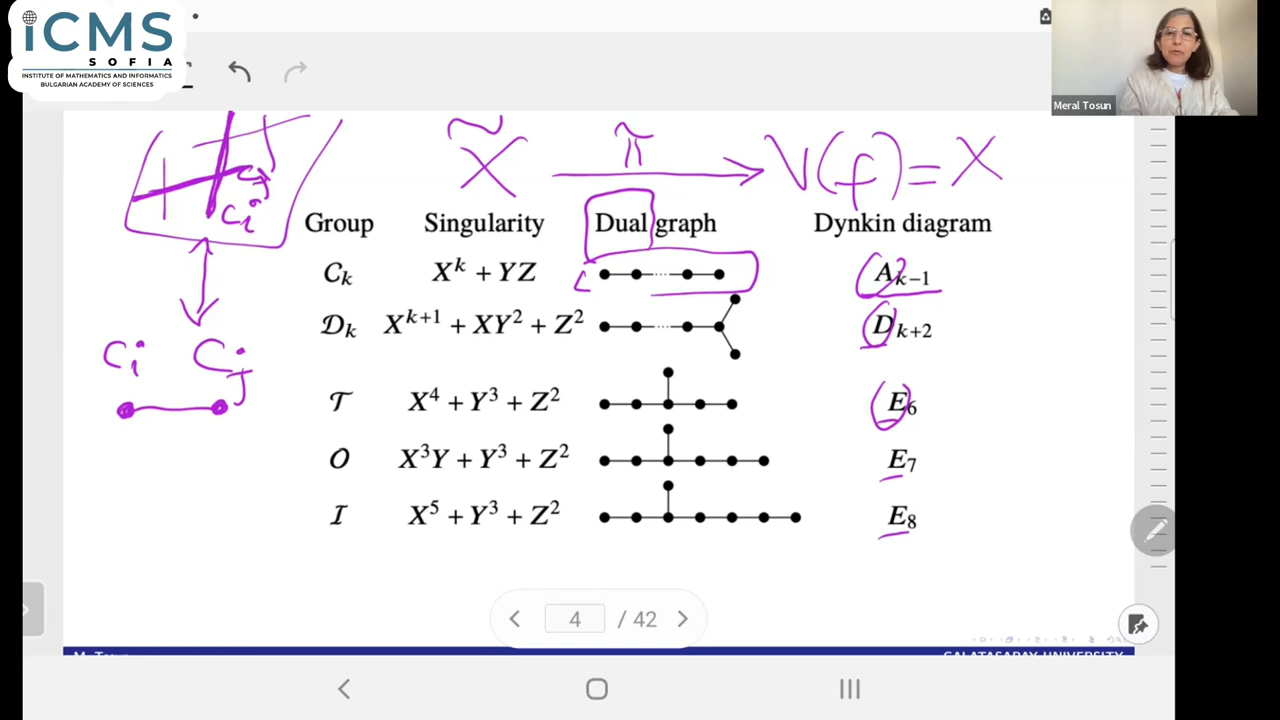 iCMS
SOFIA
INSTITUTE OF MATHEMATICS AND INFORMATICS
BULGARIAN ACADEMY OF SCIENCES
Meral Tosun
X̃ π → V(f) = X
C_j
C_i
Group Singularity Dual graph Dynkin diagram
C_k X^k + YZ A_{k−1}
D_k X^{k+1} + XY^2 + Z^2 D_{k+2}
C_i C_j
T X^4 + Y^3 + Z^2 E_6
O X^3Y + Y^3 + Z^2 E_7
I X^5 + Y^3 + Z^2 E_8
4 / 42
M. Tosun GALATASARAY UNIVERSITY